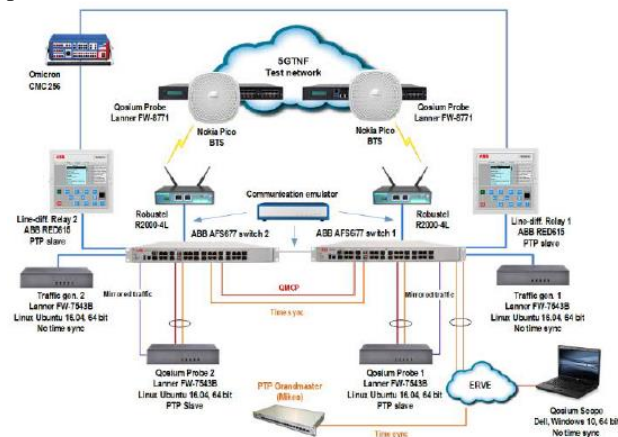 5GTNF
Test network
Omicron
CMC 256
Qosium Probe
Lanner FW-8771
Nokia Pico
BTS
Nokia Pico
BTS
Qosium Probe
Lanner FW-8771
ABB
ABB
Line-diff. Relay 2
ABB RED615
PTP slave
Robustel
R2000-4L
Communication emulator
Robustel
R2000-4L
Line-diff. Relay 1
ABB RED615
PTP slave
ABB AFS677 switch 2
ABB AFS677 switch 1
Traffic gen. 2
Lanner FW-7543B
Linux Ubuntu 16.04, 64 bit
No time sync
Mirrored traffic
QMCP
Time sync
Mirrored traffic
Traffic gen. 1
Lanner FW-7543B
Linux Ubuntu 16.04, 64 bit
No time sync
Qosium Probe 2
Lanner FW-7543B
Linux Ubuntu 16.04, 64 bit
PTP Slave
Qosium Probe 1
Lanner FW-7543B
Linux Ubuntu 16.04, 64 bit
PTP Slave
PTP Grandmaster
(Mikes)
ERVE
Time sync
Qosium Scope
Dell, Windows 10, 64 bit
No time sync